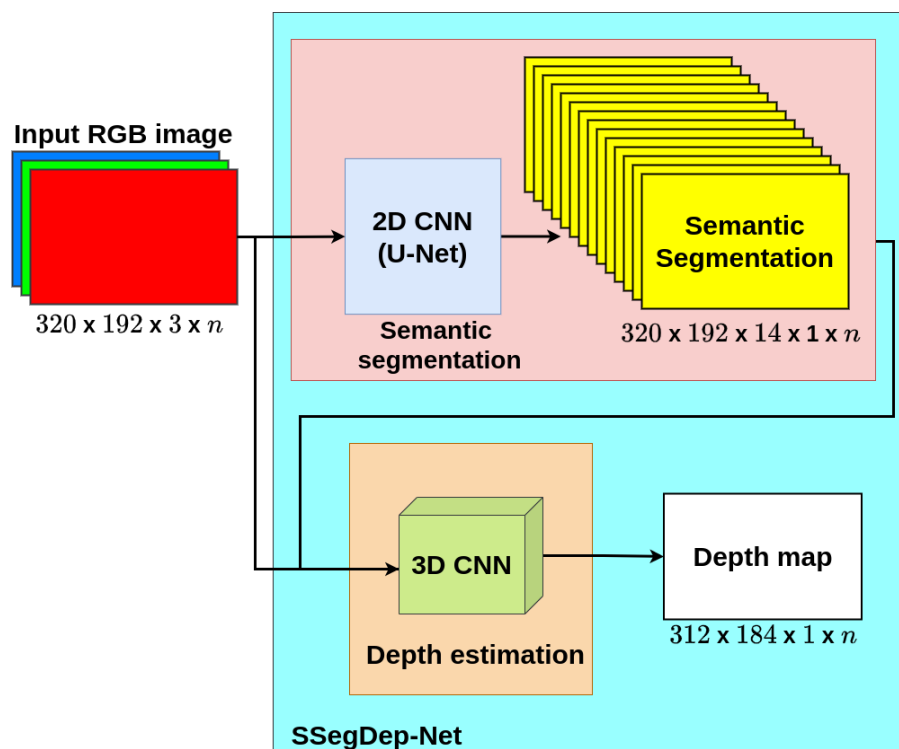 Input RGB image
320 x 192 x 3 x n
2D CNN
(U-Net)
Semantic
segmentation
Semantic
Segmentation
320 x 192 x 14 x 1 x n
3D CNN
Depth estimation
Depth map
312 x 184 x 1 x n
SSegDep-Net